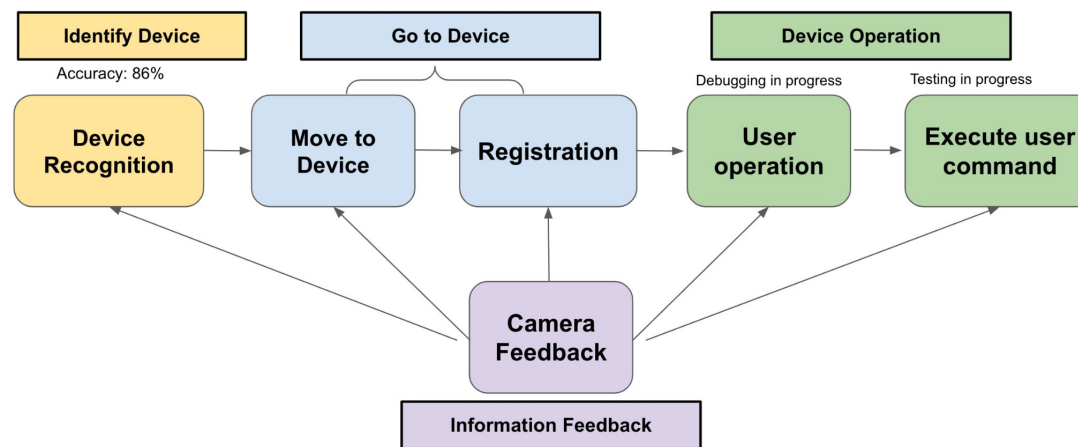 Identify Device
Go to Device
Device Operation
Accuracy: 86%
Debugging in progress
Testing in progress
Device
Recognition
Move to
Device
Registration
User
operation
Execute user
command
Camera
Feedback
Information Feedback